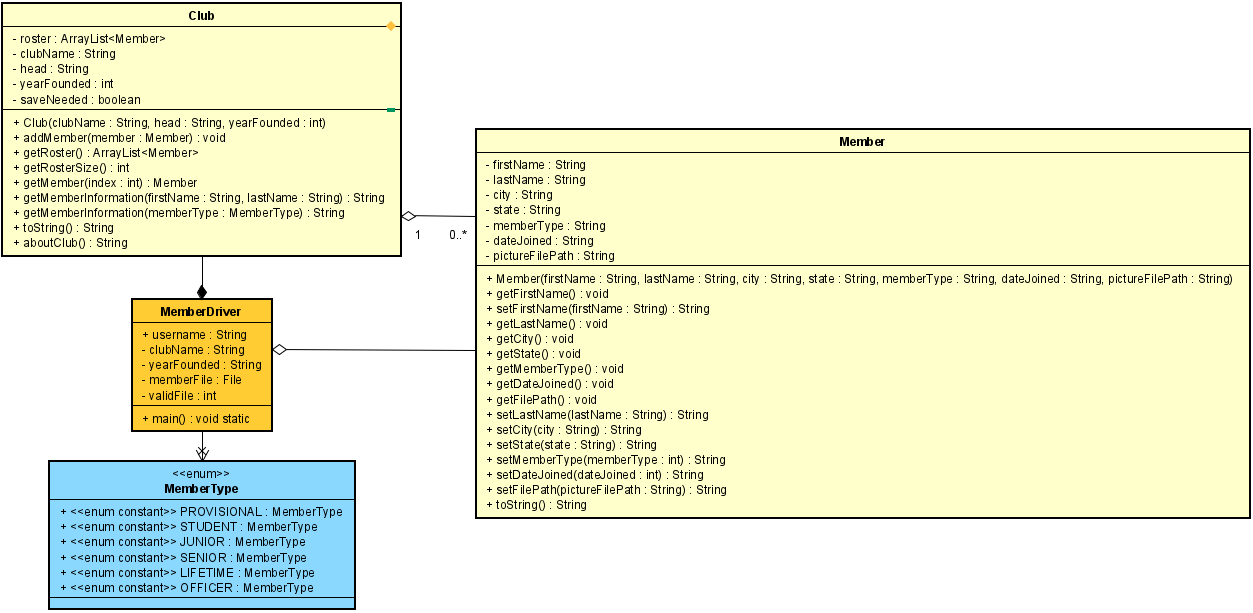 Club
- roster : ArrayList<Member>
- clubName : String
- head : String
- yearFounded : int
- saveNeeded : boolean
+ Club(clubName : String, head : String, yearFounded : int)
+ addMember(member : Member) : void
+ getRoster() : ArrayList<Member>
+ getRosterSize() : int
+ getMember(index : int) : Member
+ getMemberInformation(firstName : String, lastName : String) : String
+ getMemberInformation(memberType : MemberType) : String
+ toString() : String
+ aboutClub() : String
1
0..*
Member
- firstName : String
- lastName : String
- city : String
- state : String
- memberType : String
- dateJoined : String
- pictureFilePath : String
+ Member(firstName : String, lastName : String, city : String, state : String, memberType : String, dateJoined : String, pictureFilePath : String)
+ getFirstName() : void
+ setFirstName(firstName : String) : String
+ getLastName() : void
+ getCity() : void
+ getState() : void
+ getMemberType() : void
+ getDateJoined() : void
+ getFilePath() : void
+ setLastName(lastName : String) : String
+ setCity(city : String) : String
+ setState(state : String) : String
+ setMemberType(memberType : int) : String
+ setDateJoined(dateJoined : int) : String
+ setFilePath(pictureFilePath : String) : String
+ toString() : String
MemberDriver
+ username : String
- clubName : String
- yearFounded : String
- memberFile : File
- validFile : int
+ main() : void static
<<enum>>
MemberType
+ <<enum constant>> PROVISIONAL : MemberType
+ <<enum constant>> STUDENT : MemberType
+ <<enum constant>> JUNIOR : MemberType
+ <<enum constant>> SENIOR : MemberType
+ <<enum constant>> LIFETIME : MemberType
+ <<enum constant>> OFFICER : MemberType